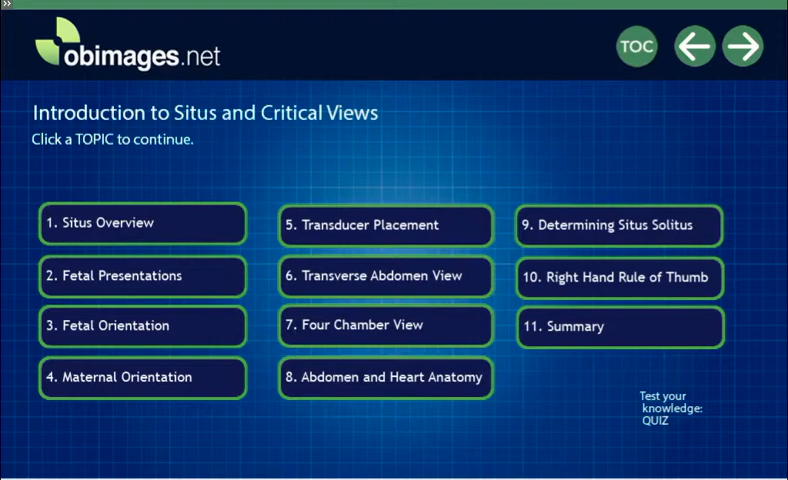 »
obimages.net
TOC
Introduction to Situs and Critical Views
Click a TOPIC to continue.
1. Situs Overview
2. Fetal Presentations
3. Fetal Orientation
4. Maternal Orientation
5. Transducer Placement
6. Transverse Abdomen View
7. Four Chamber View
8. Abdomen and Heart Anatomy
9. Determining Situs Solitus
10. Right Hand Rule of Thumb
11. Summary
Test your
knowledge:
QUIZ